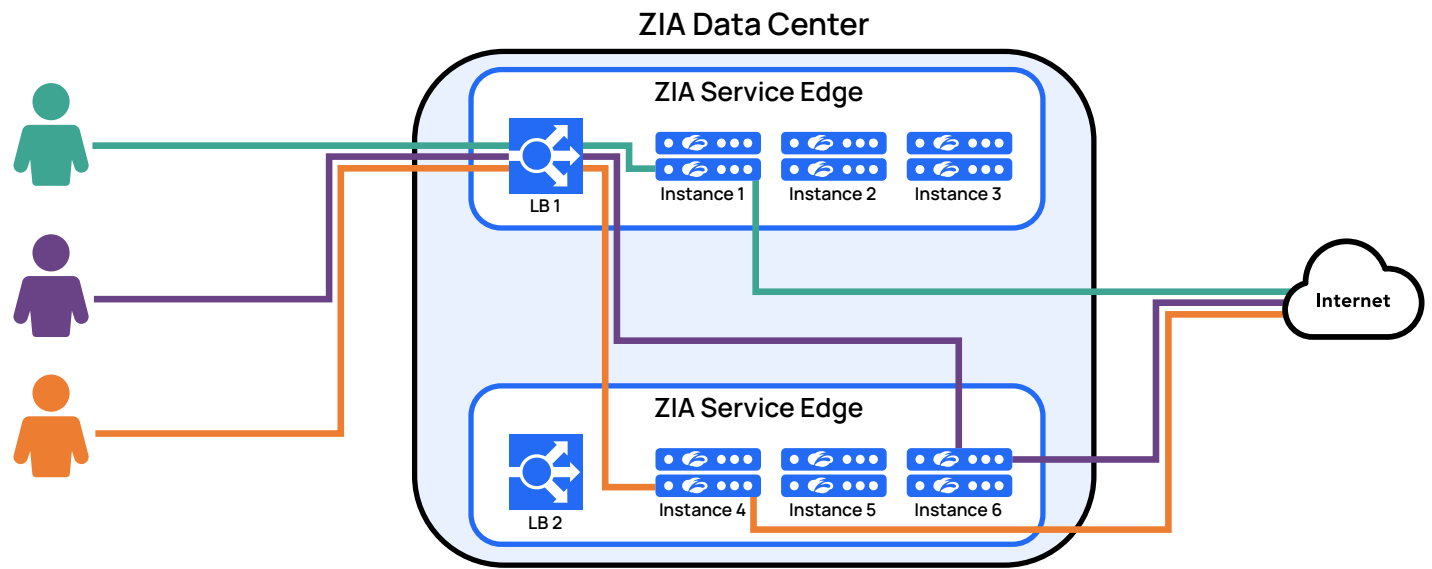 ZIA Data Center
ZIA Service Edge
LB 1
Instance 1
Instance 2
Instance 3
Internet
ZIA Service Edge
LB 2
Instance 4
Instance 5
Instance 6